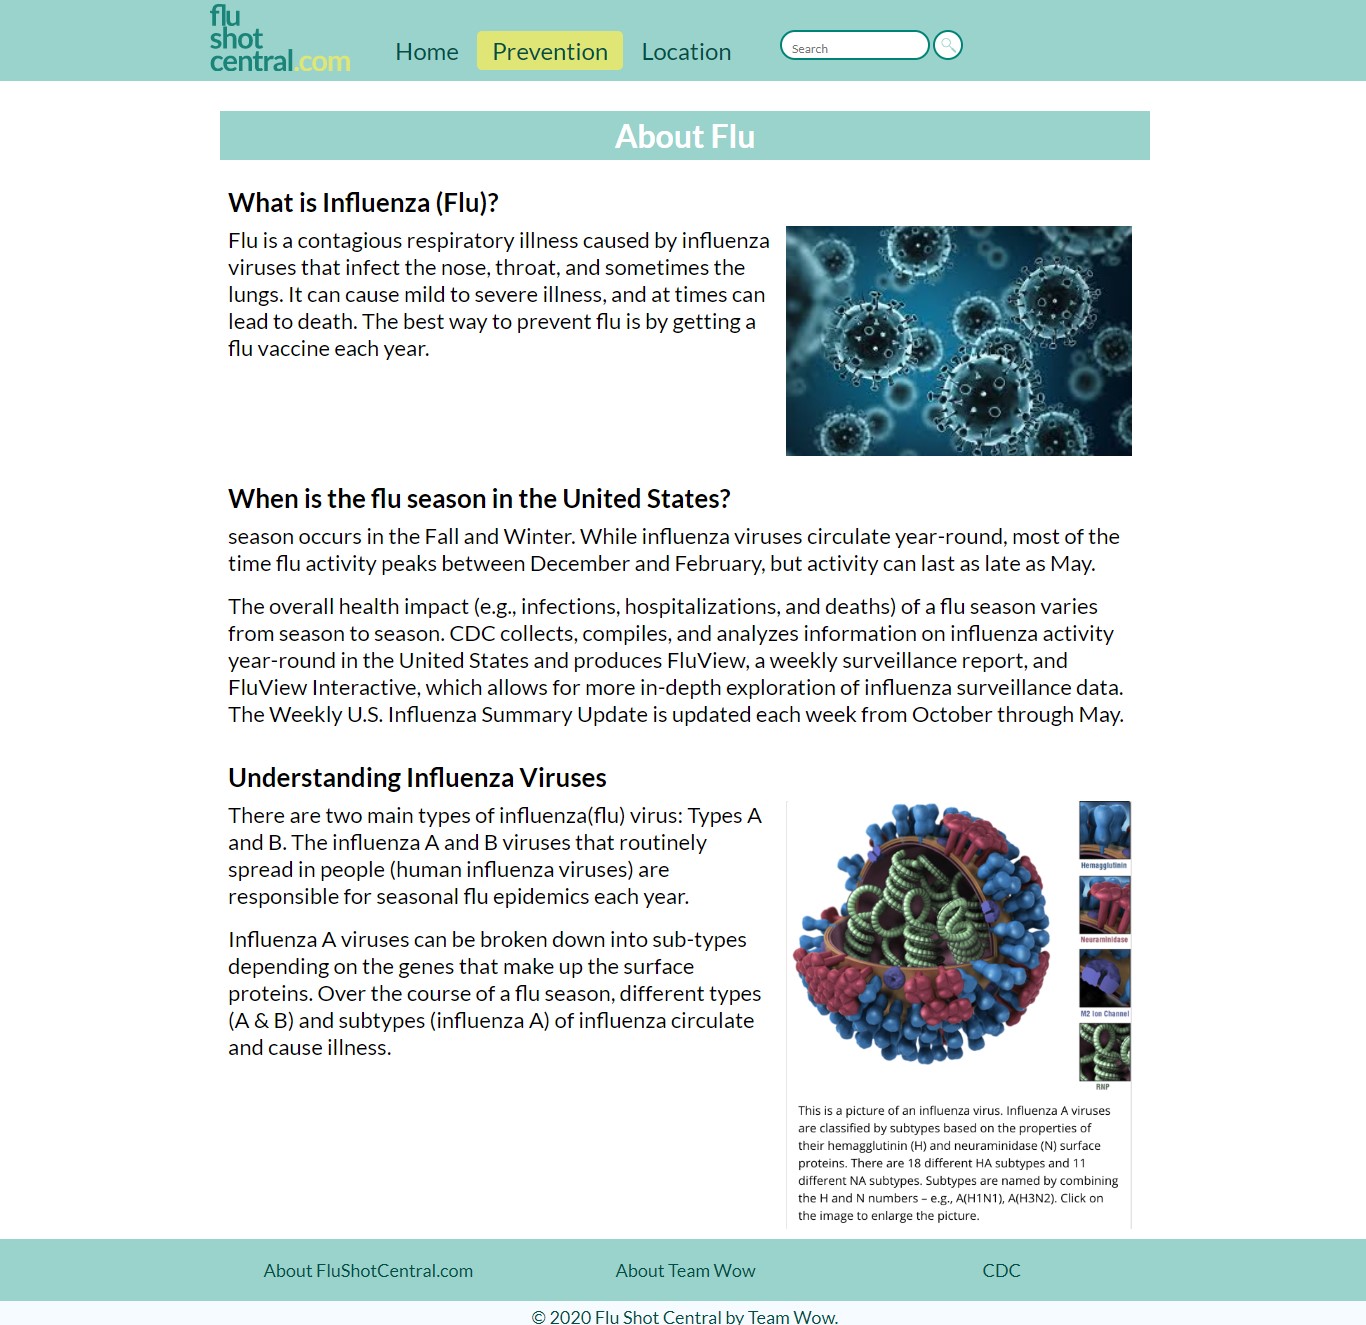 flu
shot
central.com
Home
Prevention
Location
Search
About Flu
What is Influenza (Flu)?
Flu is a contagious respiratory illness caused by influenza
viruses that infect the nose, throat, and sometimes the
lungs. It can cause mild to severe illness, and at times can
lead to death. The best way to prevent flu is by getting a
flu vaccine each year.
When is the flu season in the United States?
season occurs in the Fall and Winter. While influenza viruses circulate year-round, most of the
time flu activity peaks between December and February, but activity can last as late as May.
The overall health impact (e.g., infections, hospitalizations, and deaths) of a flu season varies
from season to season. CDC collects, compiles, and analyzes information on influenza activity
year-round in the United States and produces FluView, a weekly surveillance report, and
FluView Interactive, which allows for more in-depth exploration of influenza surveillance data.
The Weekly U.S. Influenza Summary Update is updated each week from October through May.
Understanding Influenza Viruses
There are two main types of influenza(flu) virus: Types A
and B. The influenza A and B viruses that routinely
spread in people (human influenza viruses) are
responsible for seasonal flu epidemics each year.
Influenza A viruses can be broken down into sub-types
depending on the genes that make up the surface
proteins. Over the course of a flu season, different types
(A & B) and subtypes (influenza A) of influenza circulate
and cause illness.
Hemagglutinin
Neuraminidase
M2 Ion Channel
RNP
This is a picture of an influenza virus. Influenza A viruses
are classified by subtypes based on the properties of
their hemagglutinin (H) and neuraminidase (N) surface
proteins. There are 18 different HA subtypes and 11
different NA subtypes. Subtypes are named by combining
the H and N numbers – e.g., A(H1N1), A(H3N2). Click on
the image to enlarge the picture.
About FluShotCentral.com
About Team Wow
CDC
© 2020 Flu Shot Central by Team Wow.